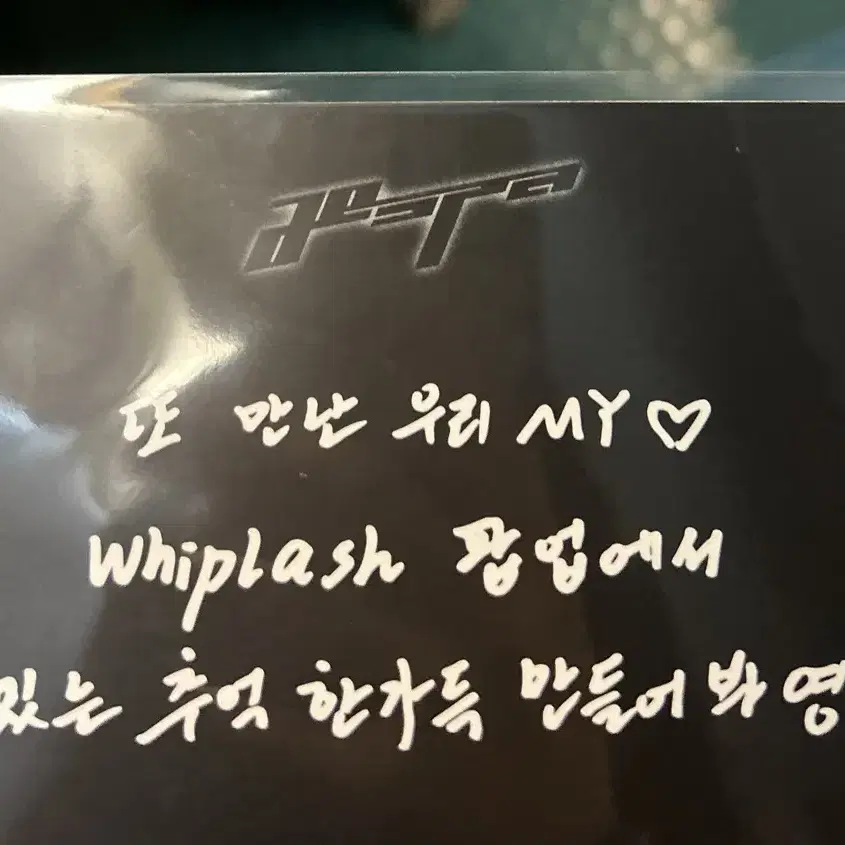 aespa
또 만난 우리 MY♡
Whiplash 팝업에서
있는 추억 한가득 만들어봐 영